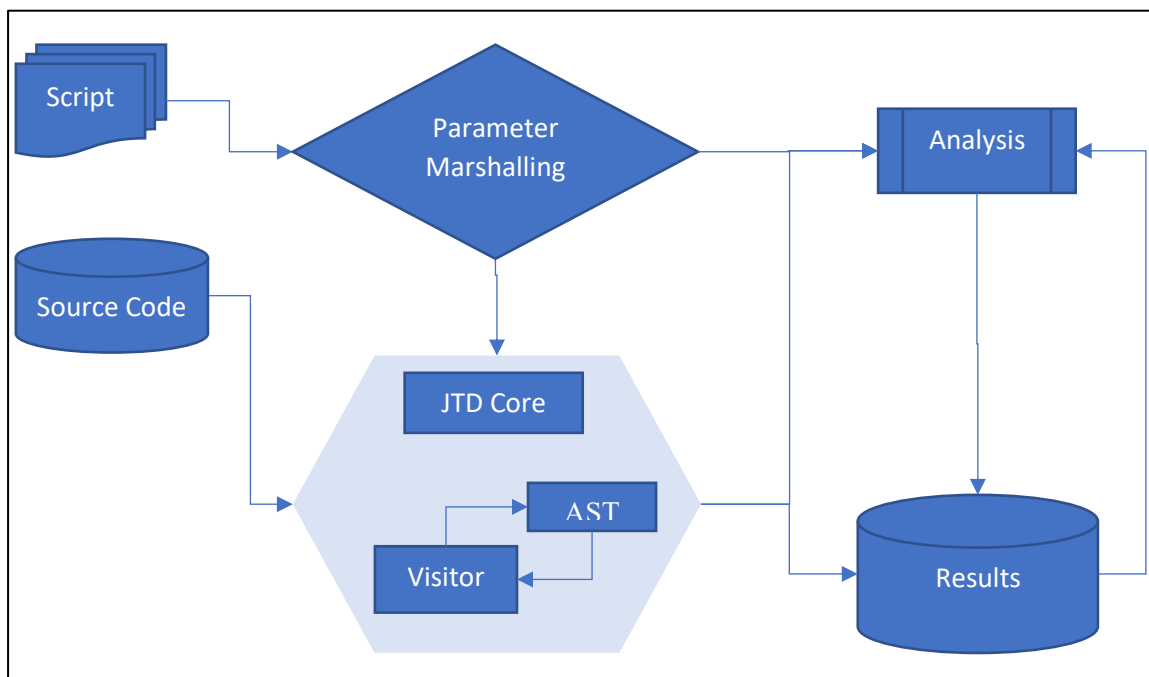 Script
Parameter
Marshalling
Analysis
Source Code
JTD Core
AST
Visitor
Results